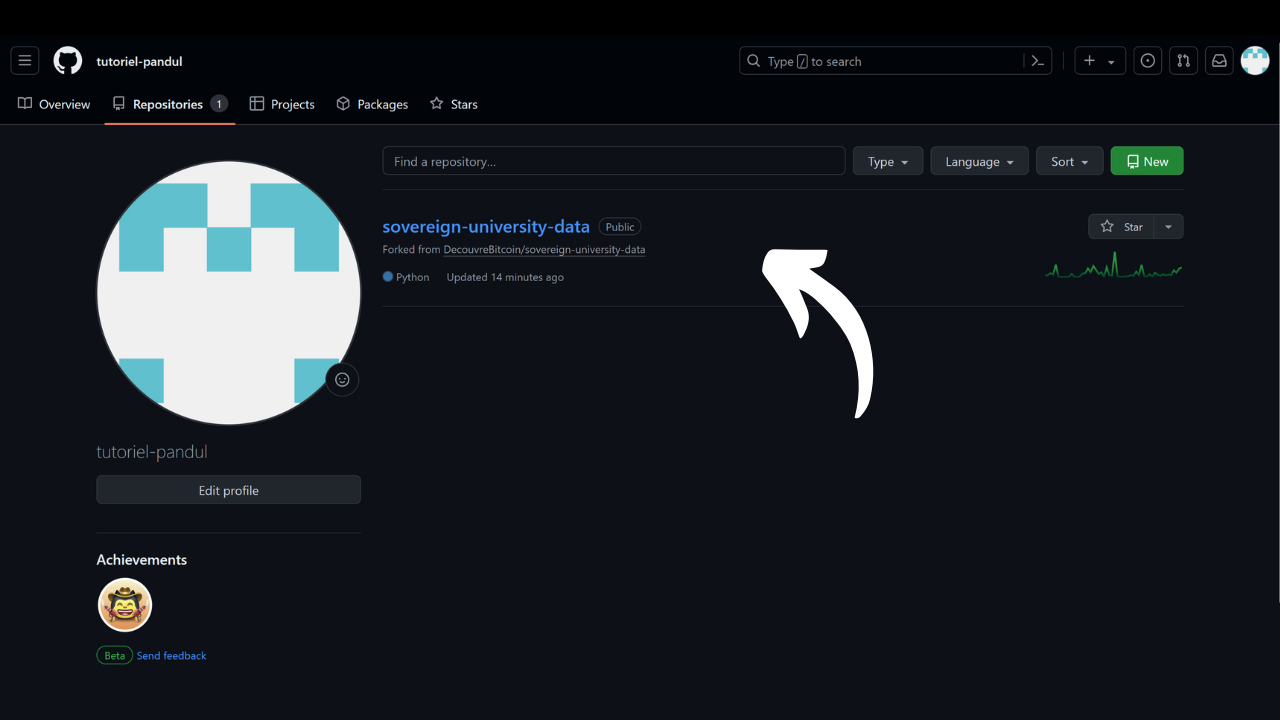 tutoriel-pandul
Type / to search
Overview Repositories 1 Projects Packages Stars
Find a repository...
Type Language Sort New
sovereign-university-data Public
Star
Forked from DecouvreBitcoin/sovereign-university-data
Python Updated 14 minutes ago
tutoriel-pandul
Edit profile
Achievements
Beta Send feedback